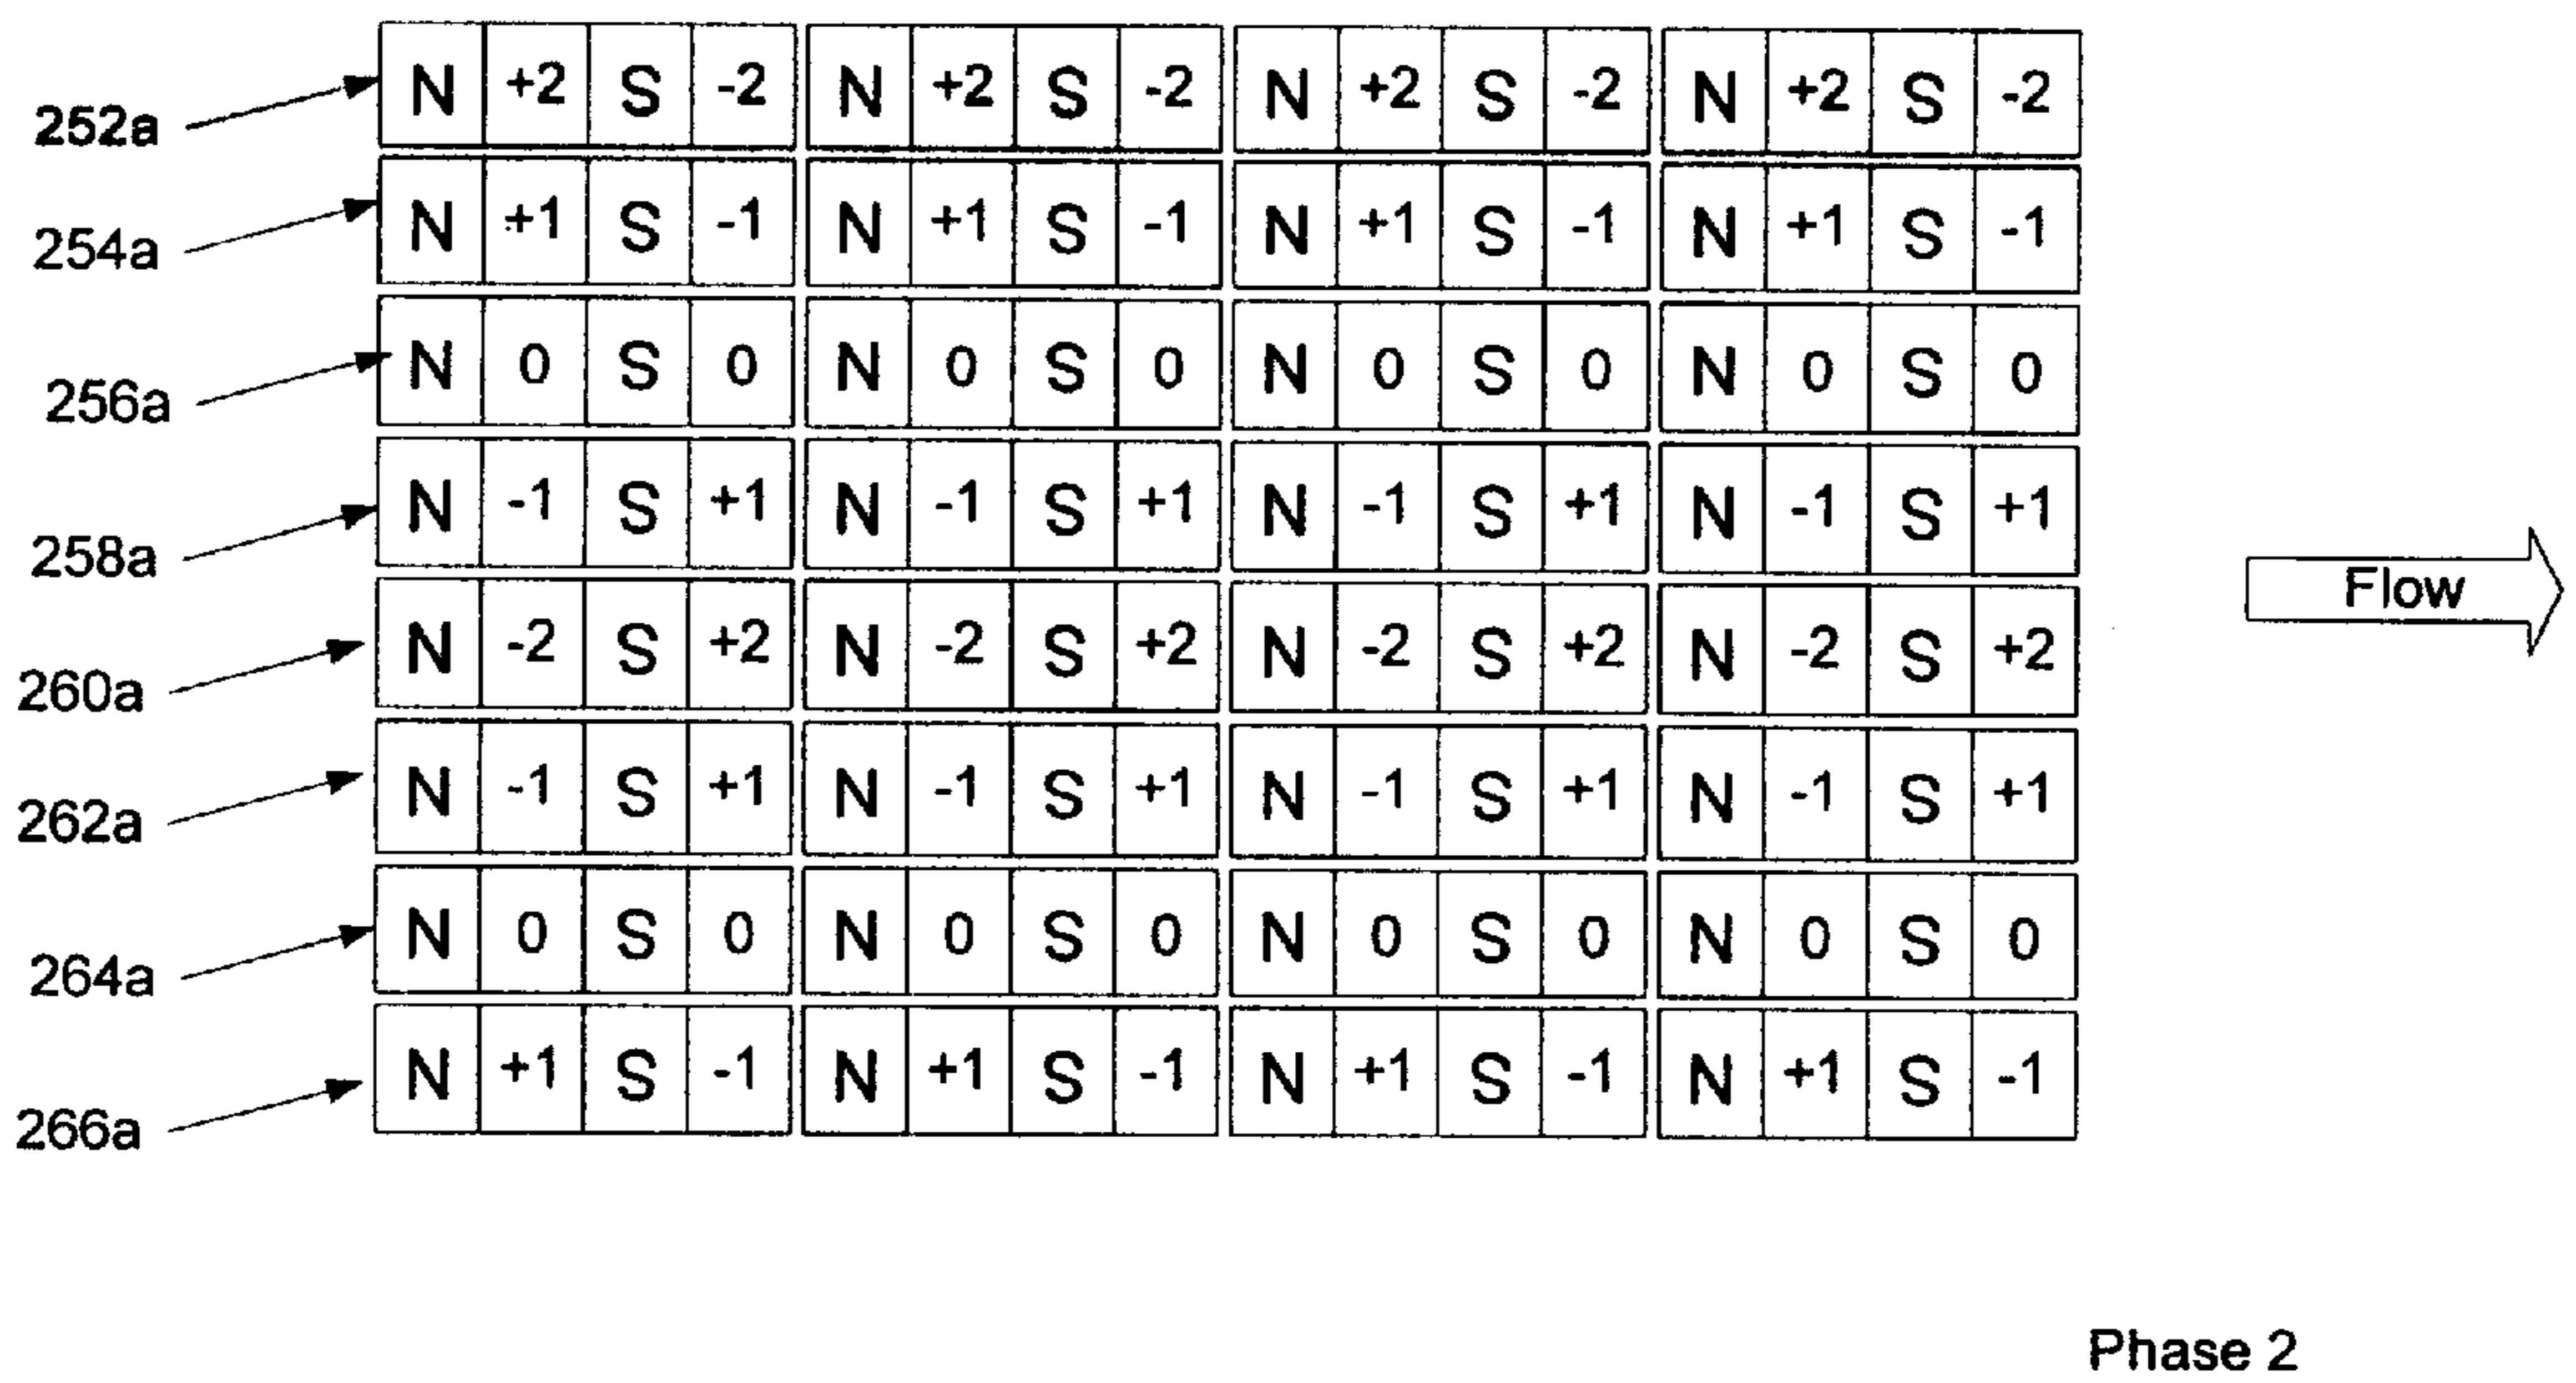 252a N +2 S -2 N +2 S -2 N +2 S -2 N +2 S -2
254a N +1 S -1 N +1 S -1 N +1 S -1 N +1 S -1
256a N 0 S 0 N 0 S 0 N 0 S 0 N 0 S 0
258a N -1 S +1 N -1 S +1 N -1 S +1 N -1 S +1
Flow
260a N -2 S +2 N -2 S +2 N -2 S +2 N -2 S +2
262a N -1 S +1 N -1 S +1 N -1 S +1 N -1 S +1
264a N 0 S 0 N 0 S 0 N 0 S 0 N 0 S 0
266a N +1 S -1 N +1 S -1 N +1 S -1 N +1 S -1
Phase 2